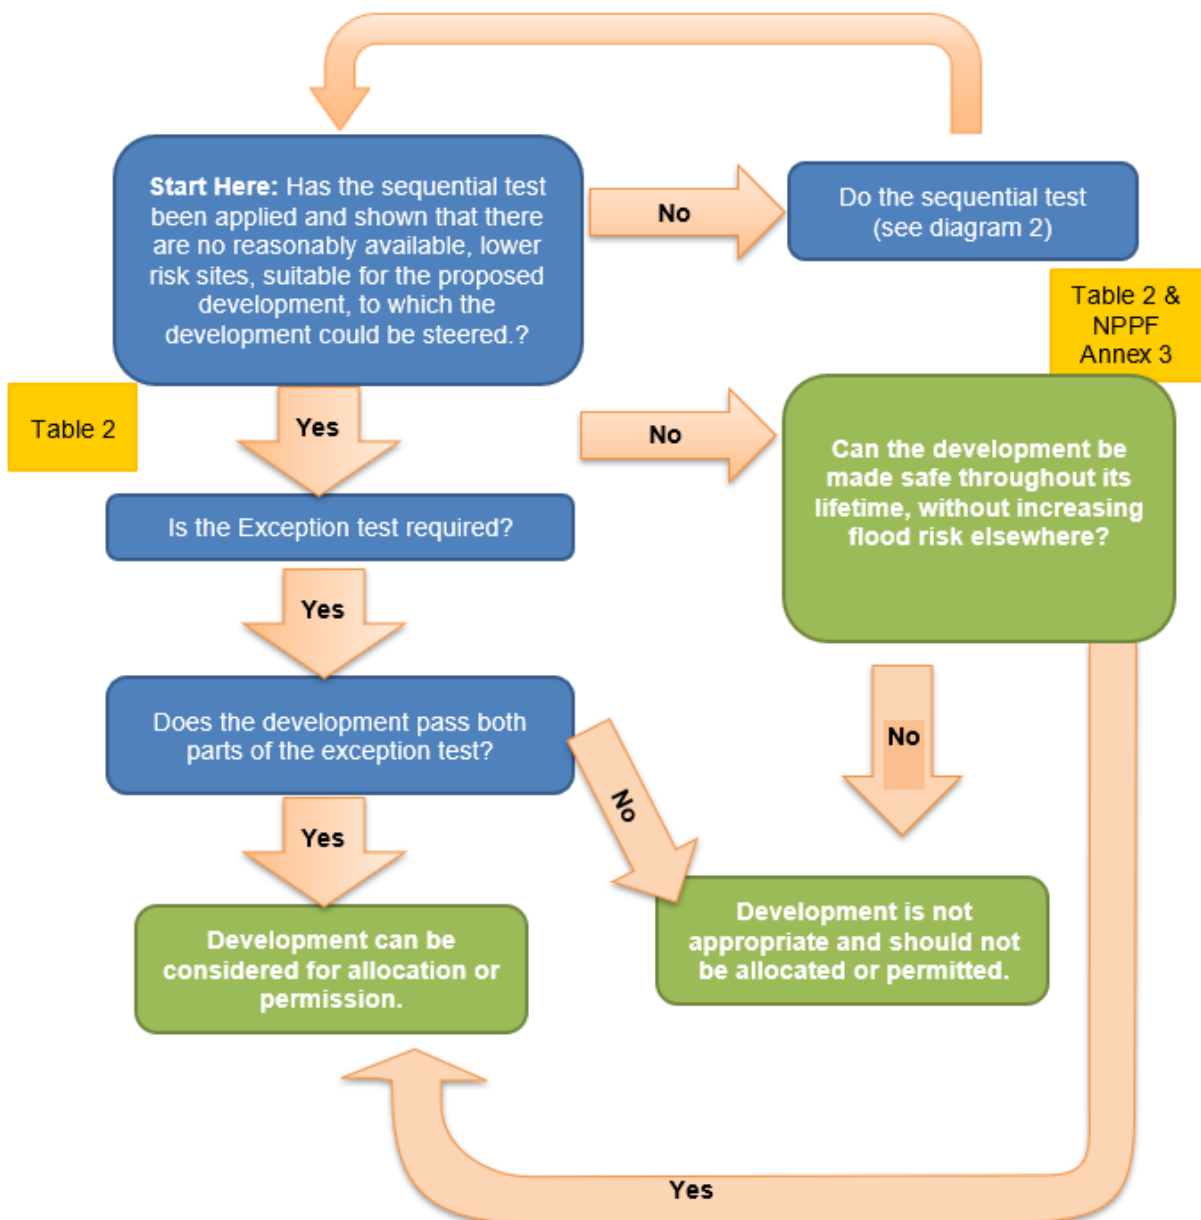 Start Here: Has the sequential test
been applied and shown that there
are no reasonably available, lower
risk sites, suitable for the proposed
development, to which the
development could be steered.?
No
Do the sequential test
(see diagram 2)
Table 2 &
NPPF
Annex 3
Table 2
Yes
No
Can the development be
made safe throughout its
lifetime, without increasing
flood risk elsewhere?
Is the Exception test required?
Yes
Does the development pass both
parts of the exception test?
No
No
Yes
Development can be
considered for allocation or
permission.
Development is not
appropriate and should not
be allocated or permitted.
Yes